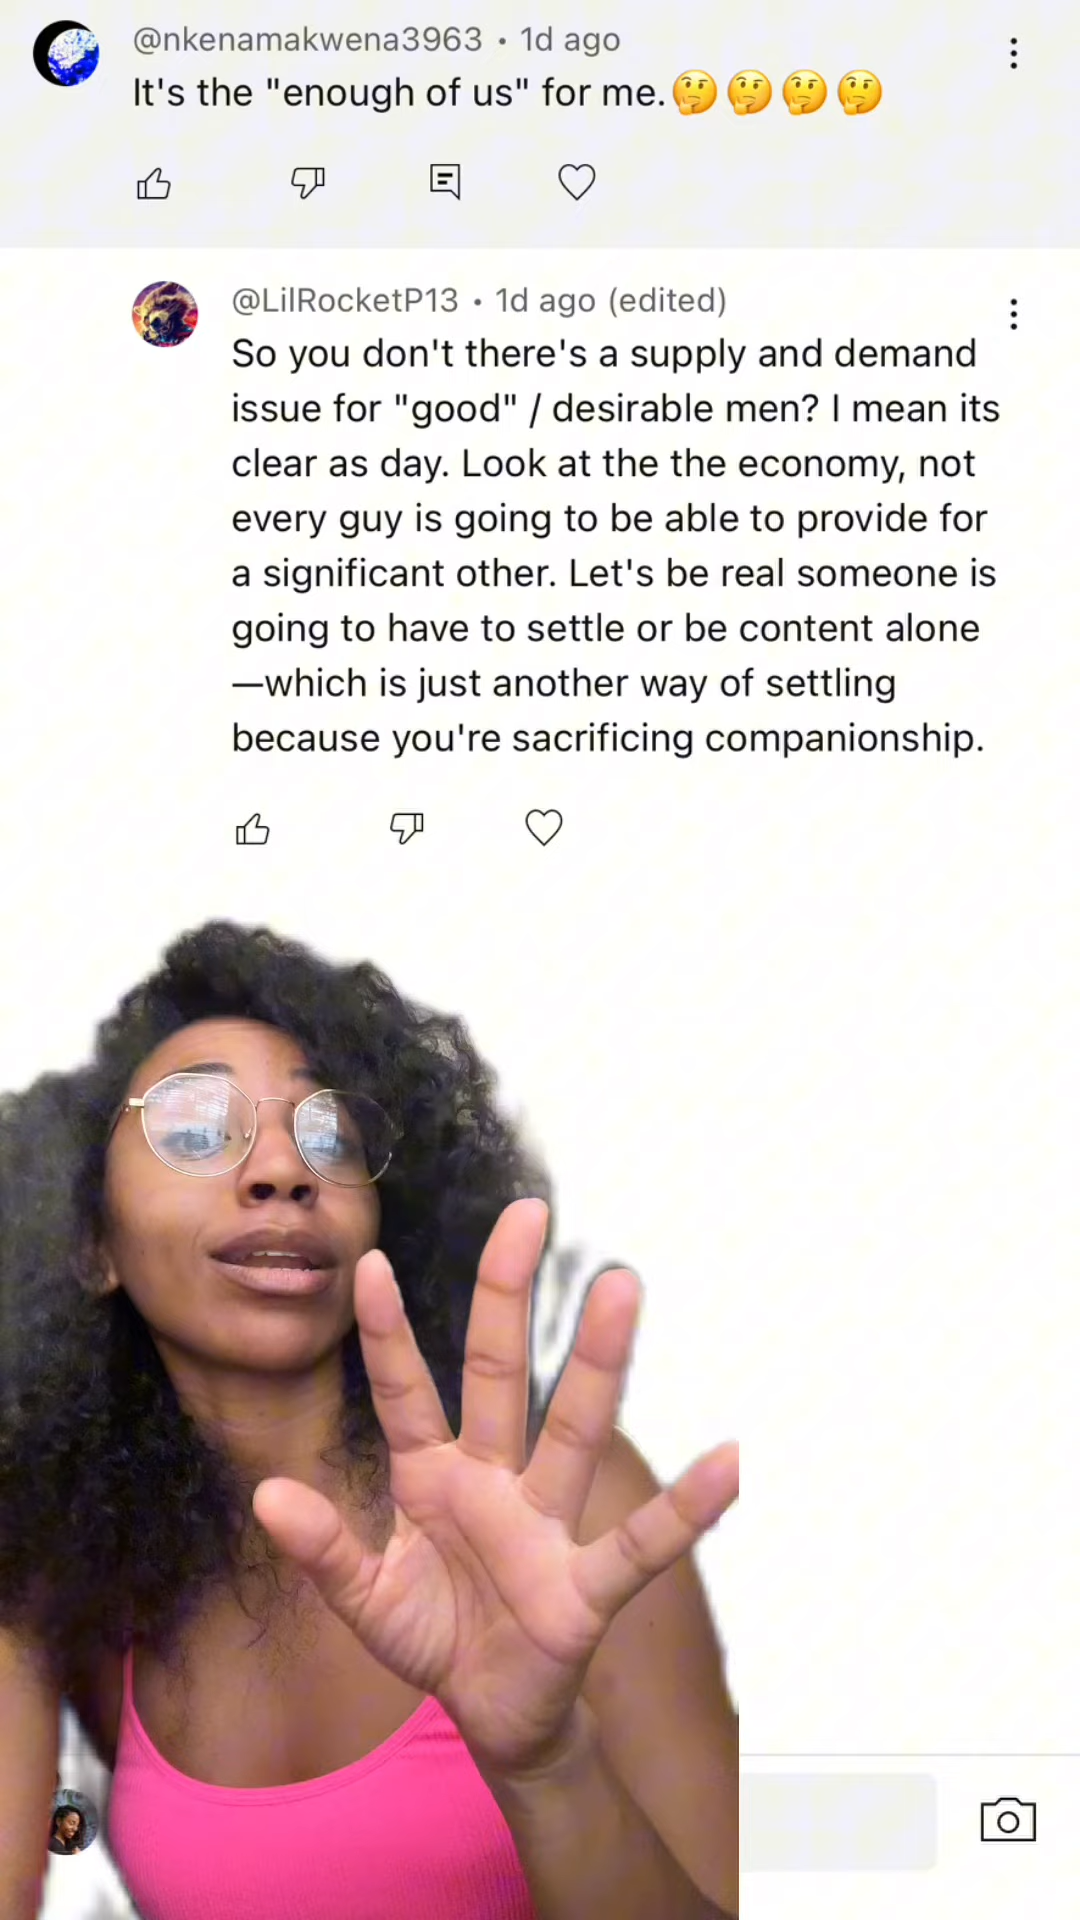 @nkenamakwena3963 • 1d ago
It's the "enough of us" for me.🤔🤔🤔🤔
@LilRocketP13 • 1d ago (edited)
So you don't there's a supply and demand
issue for "good" / desirable men? I mean its
clear as day. Look at the the economy, not
every guy is going to be able to provide for
a significant other. Let's be real someone is
going to have to settle or be content alone
—which is just another way of settling
because you're sacrificing companionship.